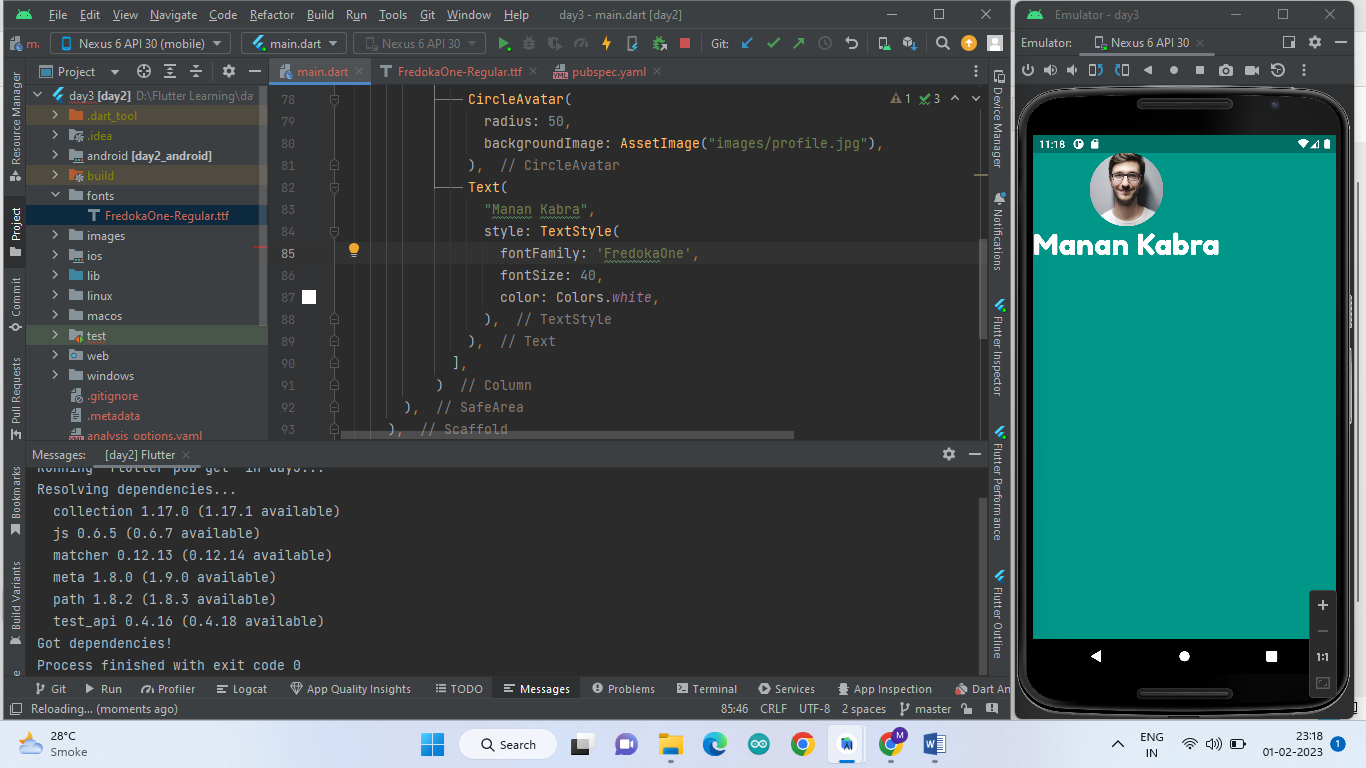 File Edit View Navigate Code Refactor Build Run Tools Git Window Help day3 - main.dart [day2]
Nexus 6 API 30 (mobile) main.dart Nexus 6 API 30 Git:
Project
main.dart FredokaOne-Regular.ttf pubspec.yaml
day3 [day2] D:\Flutter Learning\da
.dart_tool
.idea
android [day2_android]
build
fonts
FredokaOne-Regular.ttf
images
ios
lib
linux
macos
test
web
windows
.gitignore
.metadata
analysis_options.yaml
Resource Manager
Project
Commit
Pull Requests
Bookmarks
Build Variants
1 3
78 CircleAvatar(
79 radius: 50,
80 backgroundImage: AssetImage("images/profile.jpg"),
81 ), // CircleAvatar
82 Text(
83 "Manan Kabra",
84 style: TextStyle(
85 fontFamily: 'FredokaOne',
86 fontSize: 40,
87 color: Colors.white,
88 ), // TextStyle
89 ), // Text
90 ],
91 ) // Column
92 ), // SafeArea
93 ), // Scaffold
Device Manager
Notifications
Flutter Inspector
Flutter Performance
Flutter Outline
Messages: [day2] Flutter
Running "flutter pub get" in day3...
Resolving dependencies...
collection 1.17.0 (1.17.1 available)
js 0.6.5 (0.6.7 available)
matcher 0.12.13 (0.12.14 available)
meta 1.8.0 (1.9.0 available)
path 1.8.2 (1.8.3 available)
test_api 0.4.16 (0.4.18 available)
Got dependencies!
Process finished with exit code 0
Git Run Profiler Logcat App Quality Insights TODO Messages Problems Terminal Services App Inspection Dart An
Reloading... (moments ago) 85:46 CRLF UTF-8 2 spaces master
Emulator - day3
Emulator: Nexus 6 API 30
11:18
Manan Kabra
1:1
28°C
Smoke
Search
M
ENG
IN
23:18
01-02-2023
1